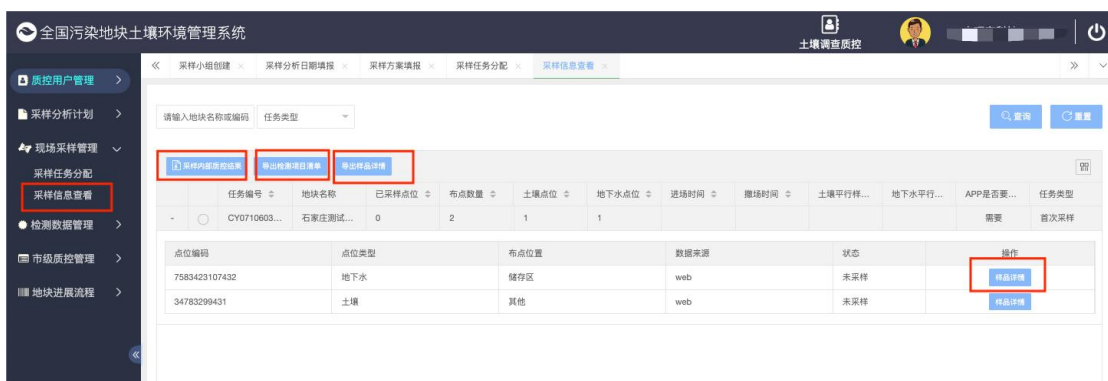 全国污染地块土壤环境管理系统
土壤调查质控
采样小组创建 采样分析日期填报 采样方案填报 采样任务分配 采样信息查看
质控用户管理
采样分析计划
现场采样管理
采样任务分配
采样信息查看
检测数据管理
市级质控管理
地块进展流程
请输入地块名称或编码 任务类型 查询 重置
采样内部质控结束 导出检测项目清单 导出样品详情
任务编号 地块名称 已采样点位 布点数量 土壤点位 地下水点位 进场时间 撤场时间 土壤平行样... 地下水平行... APP是否要... 任务类型
- CY0710603... 石家庄测试... 0 2 1 1 需要 首次采样
点位编码 点位类型 布点位置 数据来源 状态 操作
7583423107432 地下水 储存区 web 未采样 样品详情
34783299431 土壤 其他 web 未采样 样品详情